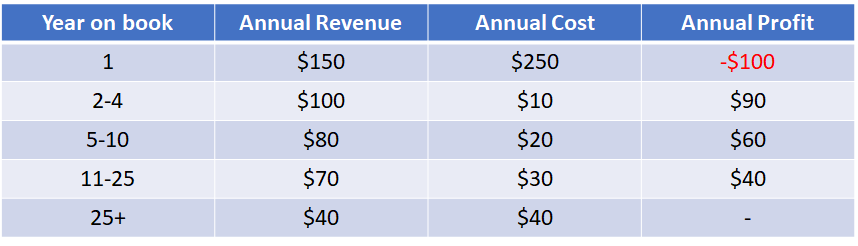 Year on book Annual Revenue Annual Cost Annual Profit
1 $150 $250 -$100
2-4 $100 $10 $90
5-10 $80 $20 $60
11-25 $70 $30 $40
25+ $40 $40 -